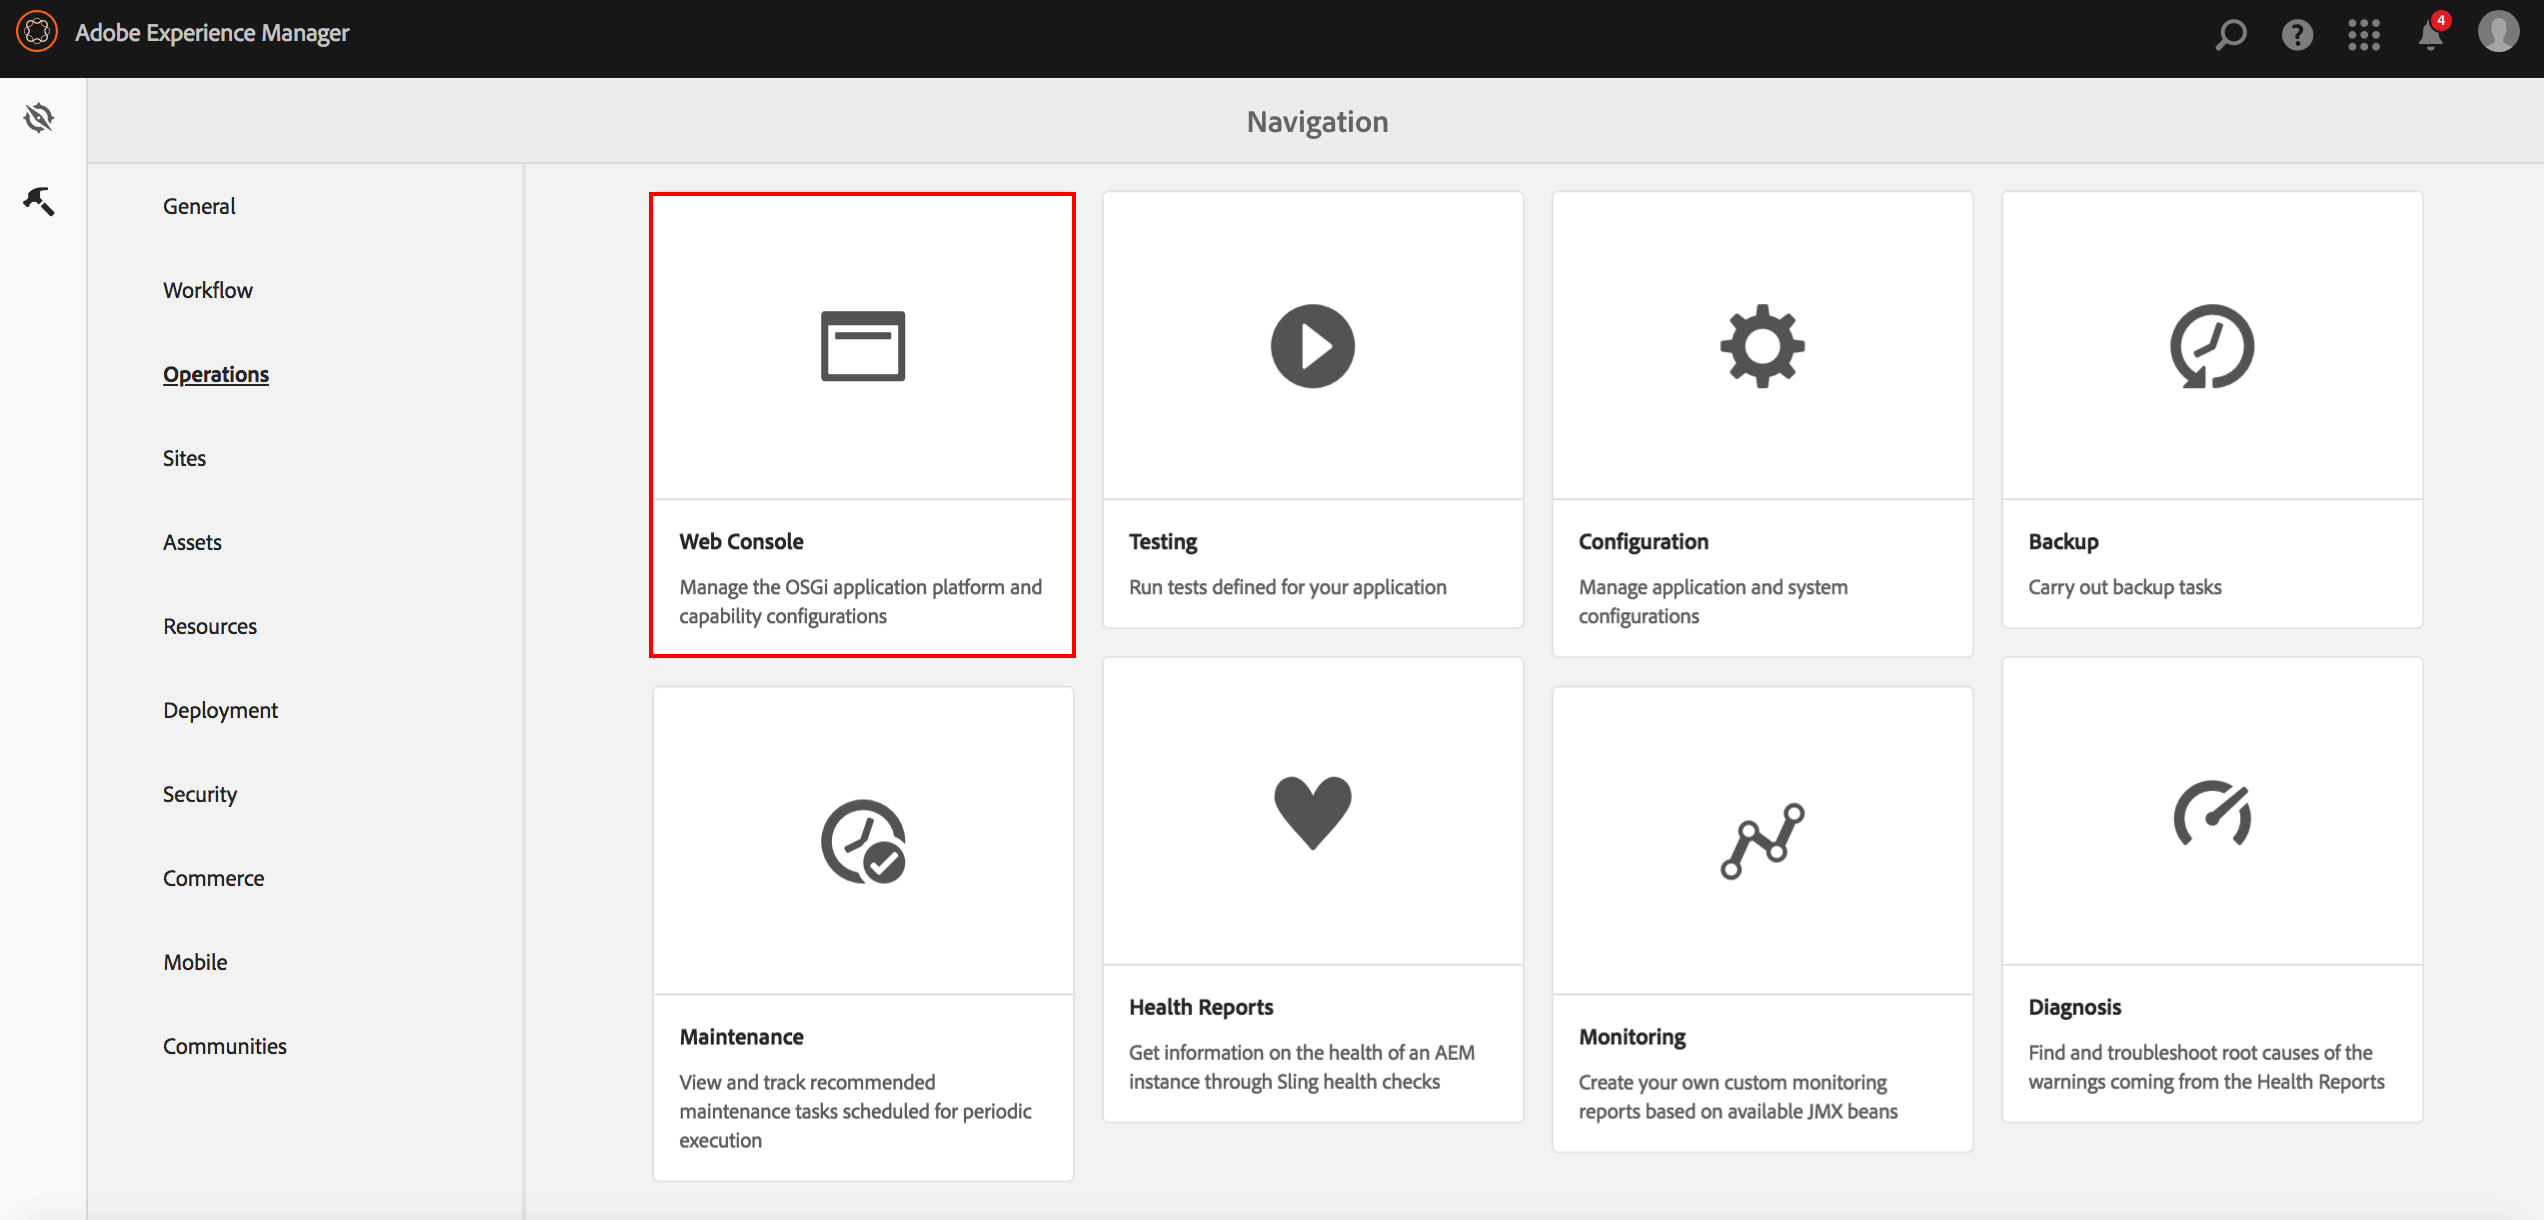 Adobe Experience Manager
4
Navigation
General
Workflow
Operations
Sites
Assets
Resources
Deployment
Security
Commerce
Mobile
Communities
Web Console
Manage the OSGi application platform and
capability configurations
Testing
Run tests defined for your application
Configuration
Manage application and system
configurations
Backup
Carry out backup tasks
Maintenance
View and track recommended
maintenance tasks scheduled for periodic
execution
Health Reports
Get information on the health of an AEM
instance through Sling health checks
Monitoring
Create your own custom monitoring
reports based on available JMX beans
Diagnosis
Find and troubleshoot root causes of the
warnings coming from the Health Reports